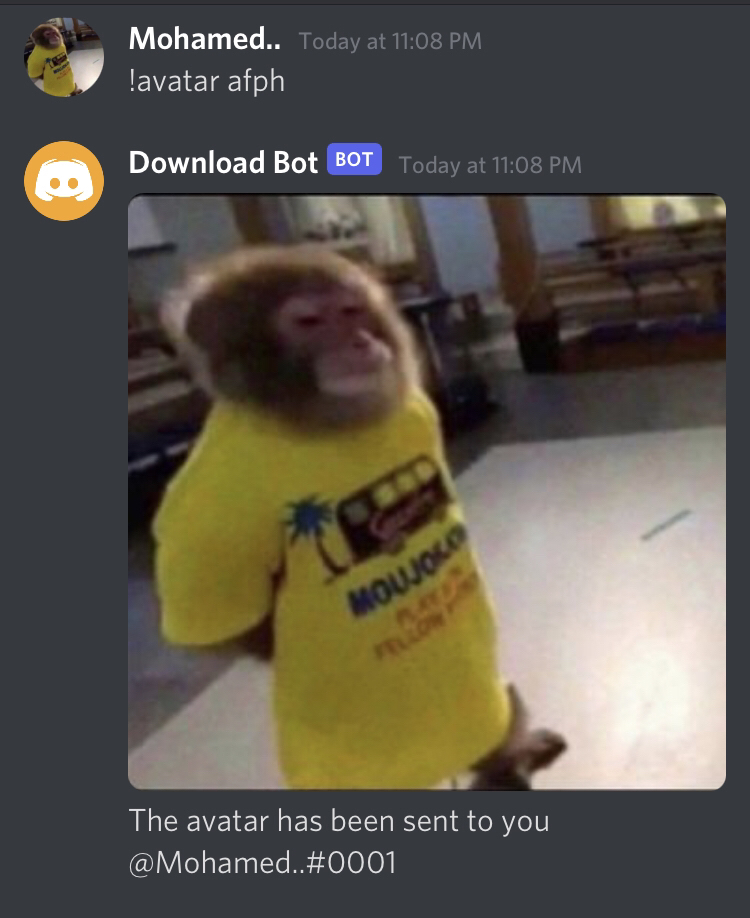 Mohamed.. Today at 11:08 PM
!avatar afph
Download Bot BOT Today at 11:08 PM
The avatar has been sent to you
@Mohamed..#0001